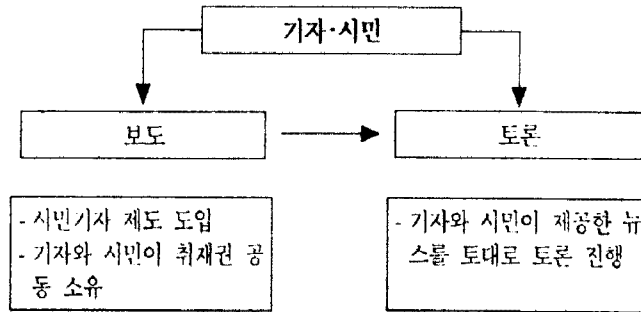 기자·시민
보도
토론
- 시민기자 제도 도입
- 기자와 시민이 취재권 공
동 소유
- 기자와 시민이 제공한 뉴
스를 토대로 토론 진행